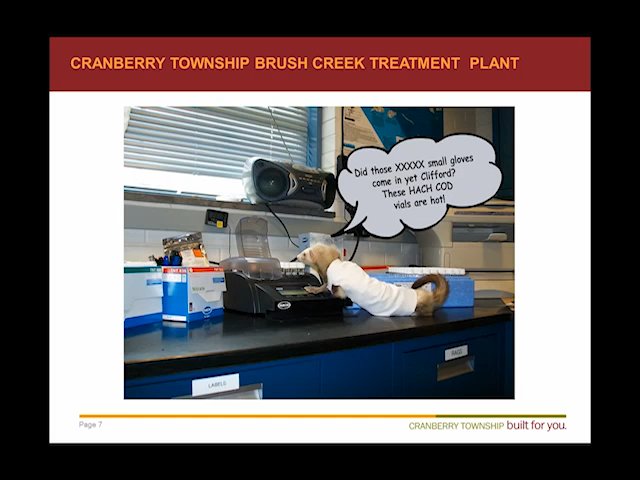 CRANBERRY TOWNSHIP BRUSH CREEK TREATMENT PLANT
Did those XXXXX small gloves
come in yet Clifford?
These HACH COD
vials are hot!
LABELS
RAGS
Page 7
CRANBERRY TOWNSHIP built for you.